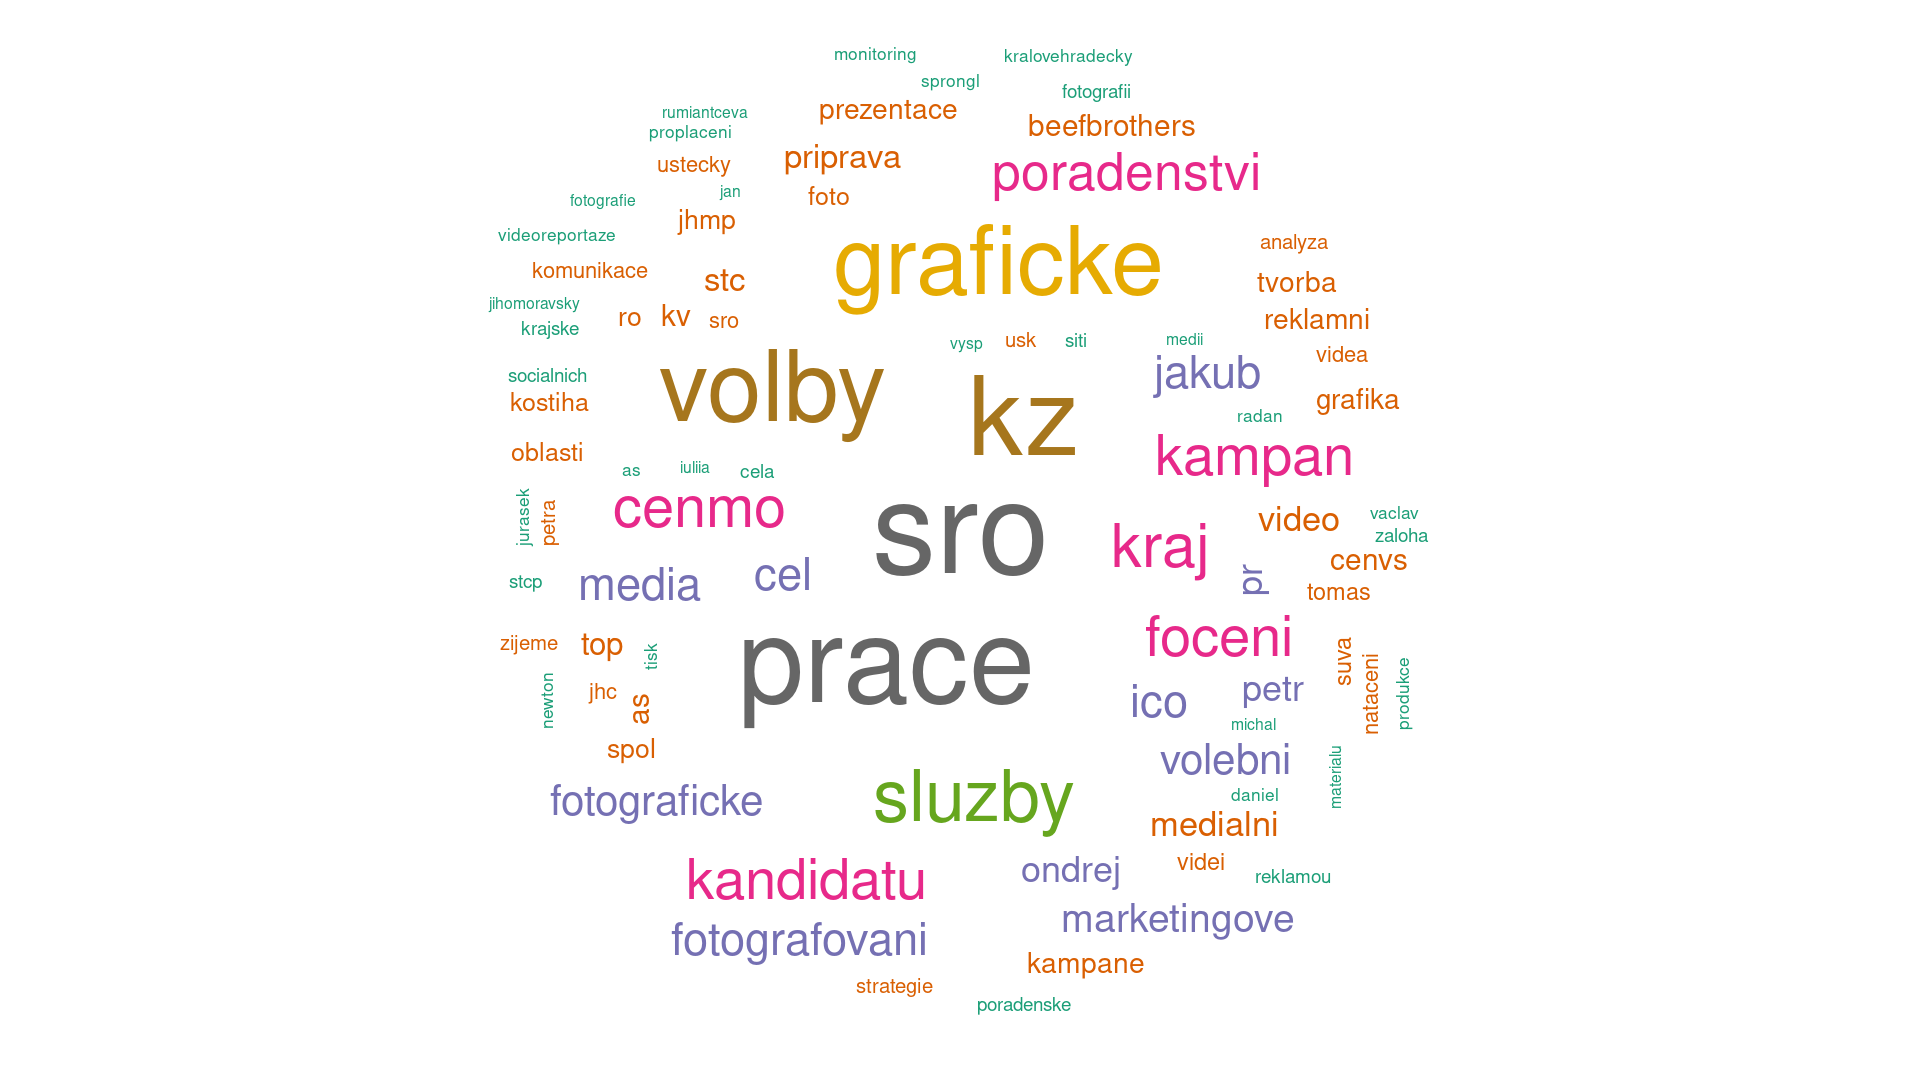 monitoring
kralovehradecky
sprongl
fotografii
prezentace
rumiantceva
beefbrothers
proplaceni
priprava
ustecky
poradenstvi
jan
foto
fotografie
jhmp
videoreportaze
graficke
analyza
komunikace
stc
tvorba
jihomoravsky
ro
kv
sro
reklamni
krajske
vysp
usk
siti
medii
videa
socialnich
volby
jakub
kostiha
kz
grafika
radan
oblasti
kampan
as
iuliia
cela
cenmo
jurasek
petra
sro
video
vaclav
zaloha
kraj
cenvs
stcp
media
cel
pr
tomas
zijeme
top
tisk
foceni
suva
nataceni
produkce
newton
jhc
as
prace
ico
petr
michal
spol
volebni
materialu
fotograficke
sluzby
daniel
medialni
kandidatu
ondrej
videi
reklamou
fotografovani
marketingove
kampane
strategie
poradenske